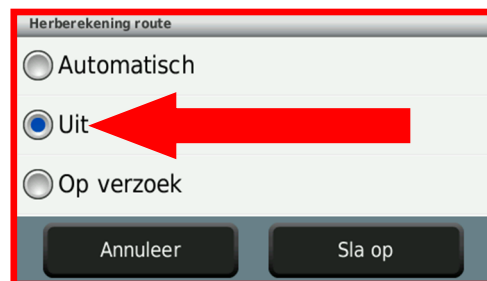 Herberekening route
Automatisch
Uit
Op verzoek
Annuleer Sla op